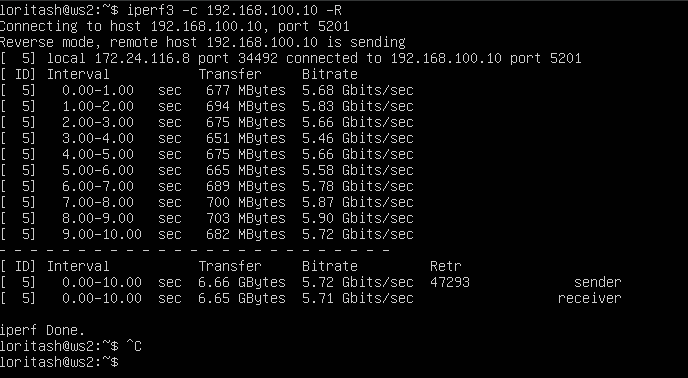 loritash@ws2:~$ iperf3 -c 192.168.100.10 -R
Connecting to host 192.168.100.10, port 5201
Reverse mode, remote host 192.168.100.10 is sending
[  5] local 172.24.116.8 port 34492 connected to 192.168.100.10 port 5201
[ ID] Interval           Transfer     Bitrate
[  5]   0.00-1.00   sec   677 MBytes  5.68 Gbits/sec
[  5]   1.00-2.00   sec   694 MBytes  5.83 Gbits/sec
[  5]   2.00-3.00   sec   675 MBytes  5.66 Gbits/sec
[  5]   3.00-4.00   sec   651 MBytes  5.46 Gbits/sec
[  5]   4.00-5.00   sec   675 MBytes  5.66 Gbits/sec
[  5]   5.00-6.00   sec   665 MBytes  5.58 Gbits/sec
[  5]   6.00-7.00   sec   689 MBytes  5.78 Gbits/sec
[  5]   7.00-8.00   sec   700 MBytes  5.87 Gbits/sec
[  5]   8.00-9.00   sec   703 MBytes  5.90 Gbits/sec
[  5]   9.00-10.00  sec   682 MBytes  5.72 Gbits/sec
- - - - - - - - - - - - - - - - - - - - - - - - -
[ ID] Interval           Transfer     Bitrate         Retr
[  5]   0.00-10.00  sec  6.66 GBytes  5.72 Gbits/sec  47293             sender
[  5]   0.00-10.00  sec  6.65 GBytes  5.71 Gbits/sec                  receiver

iperf Done.
loritash@ws2:~$ ^C
loritash@ws2:~$